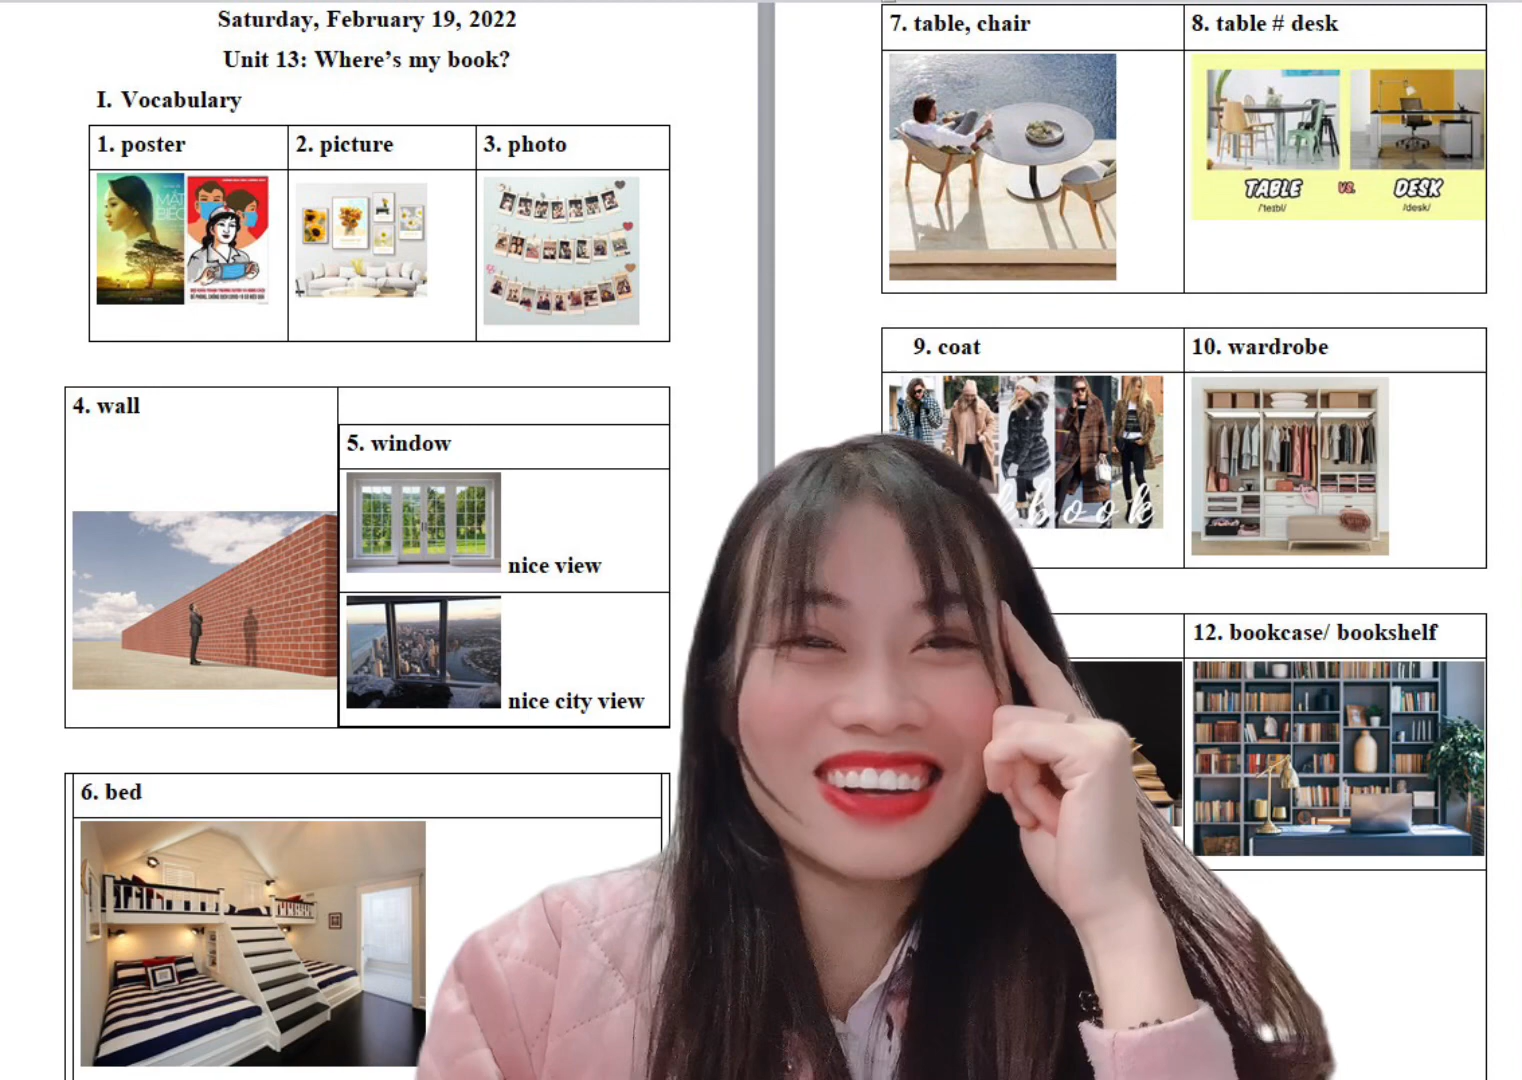 Saturday, February 19, 2022
Unit 13: Where's my book?
I. Vocabulary
1. poster
2. picture
3. photo
MẮT
BIẾC
4. wall
5. window
nice view
nice city view
6. bed
7. table, chair
8. table # desk
TABLE
VS.
DESK
/'teɪbl/
/desk/
9. coat
k b o o k
10. wardrobe
12. bookcase/ bookshelf